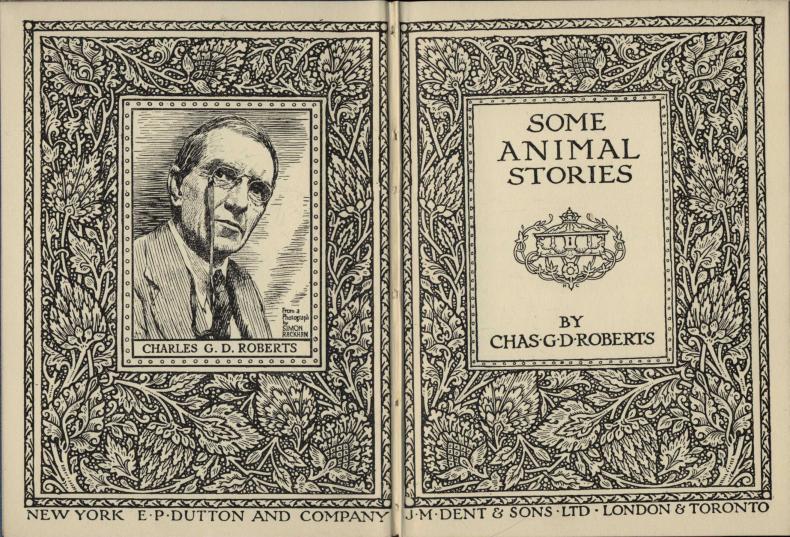 From a
Photograph
by
SIMON
RACKHAM
CHARLES G. D. ROBERTS
NEW YORK E·P·DUTTON AND COMPANY
SOME
ANIMAL
STORIES
BY
CHAS·G·D·ROBERTS
J·M·DENT & SONS·LTD·LONDON & TORONTO